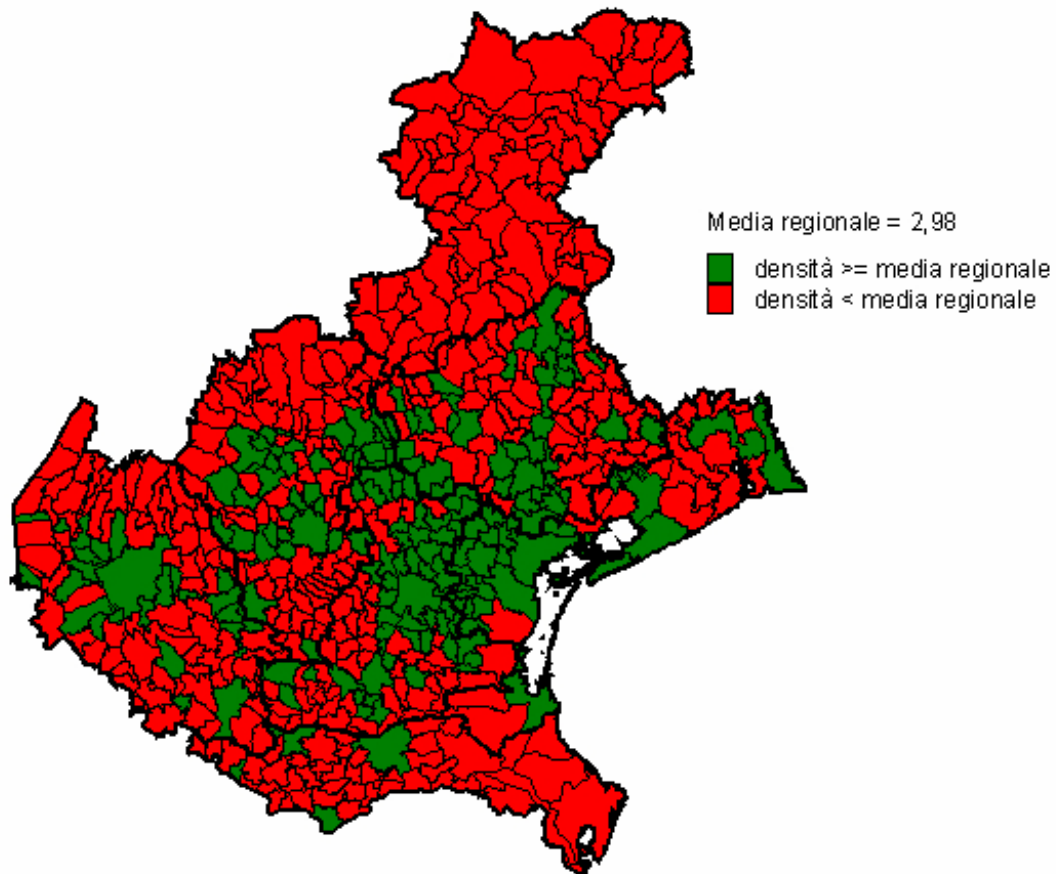 Media regionale = 2,98
densità >= media regionale
densità < media regionale